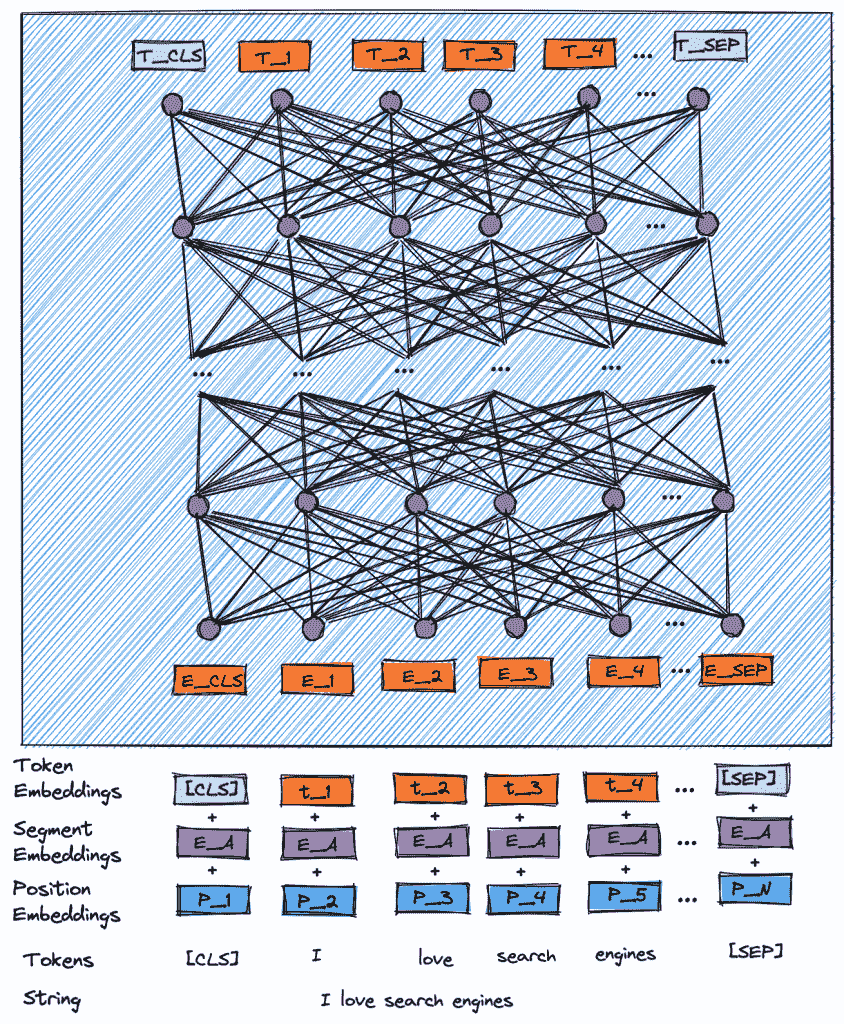 T_CLS T_1 T_2 T_3 T_4 ... T_SEP
...
...
... ... ... ... ... ...
...
...
E_CLS E_1 E_2 E_3 E_4 ... E_SEP
Token
Embeddings [CLS] t_1 t_2 t_3 t_4 ... [SEP]
+ + + + + +
Segment
Embeddings E_A E_A E_A E_A E_A ... E_A
+ + + + + +
Position
Embeddings P_1 P_2 P_3 P_4 P_5 ... P_N
Tokens [CLS] I love search engines [SEP]
String I love search engines